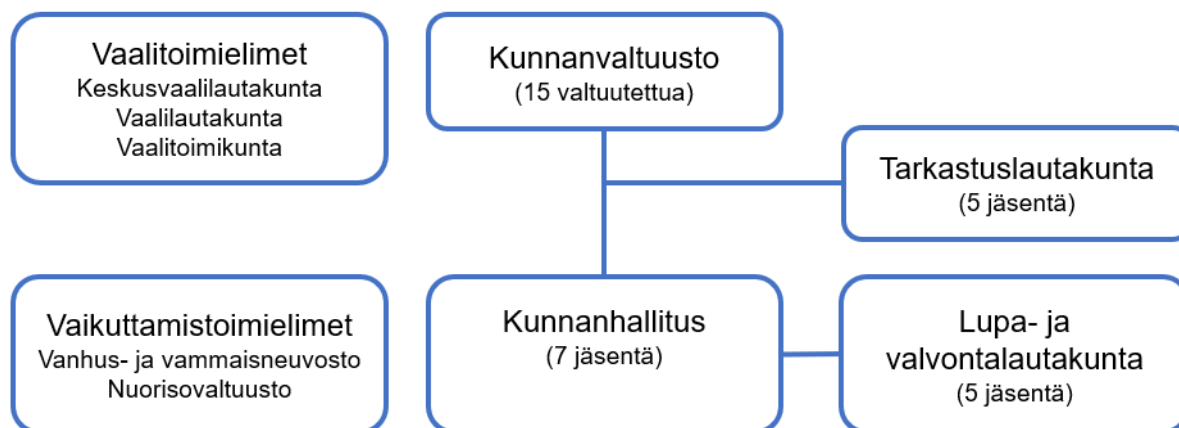 Vaalitoimielimet
Keskusvaalilautakunta
Vaalilautakunta
Vaalitoimikunta
Kunnanvaltuusto
(15 valtuutettua)
Tarkastuslautakunta
(5 jäsentä)
Vaikuttamistoimielimet
Vanhus- ja vammaisneuvosto
Nuorisovaltuusto
Kunnanhallitus
(7 jäsentä)
Lupa- ja
valvontalautakunta
(5 jäsentä)